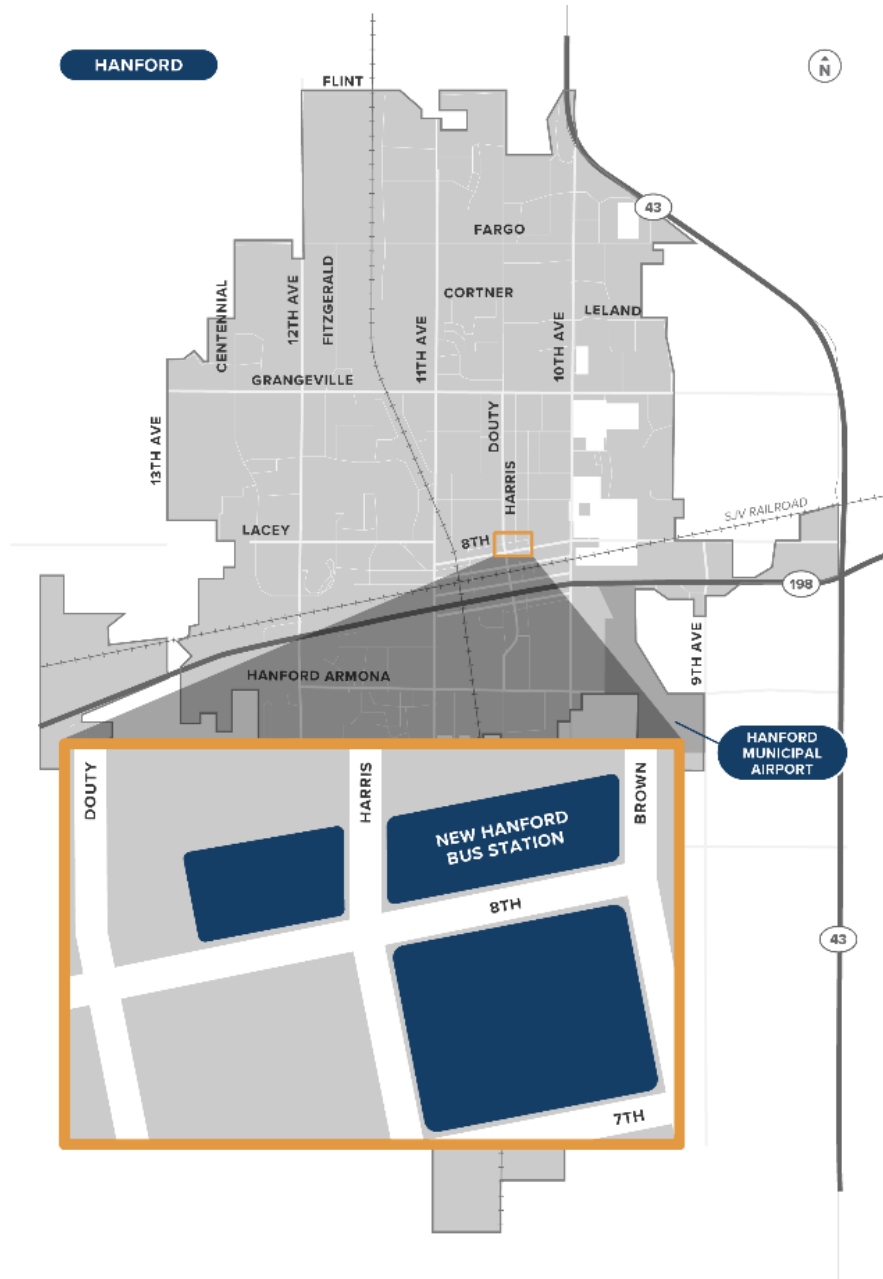 HANFORD
N
FLINT
43
FARGO
CENTENNIAL
12TH AVE
FITZGERALD
CORTNER
11TH AVE
10TH AVE
LELAND
GRANGEVILLE
13TH AVE
DOUTY
HARRIS
LACEY
8TH
SJV RAILROAD
198
9TH AVE
HANFORD ARMONA
HANFORD
MUNICIPAL
AIRPORT
DOUTY
HARRIS
BROWN
NEW HANFORD
BUS STATION
8TH
7TH
43